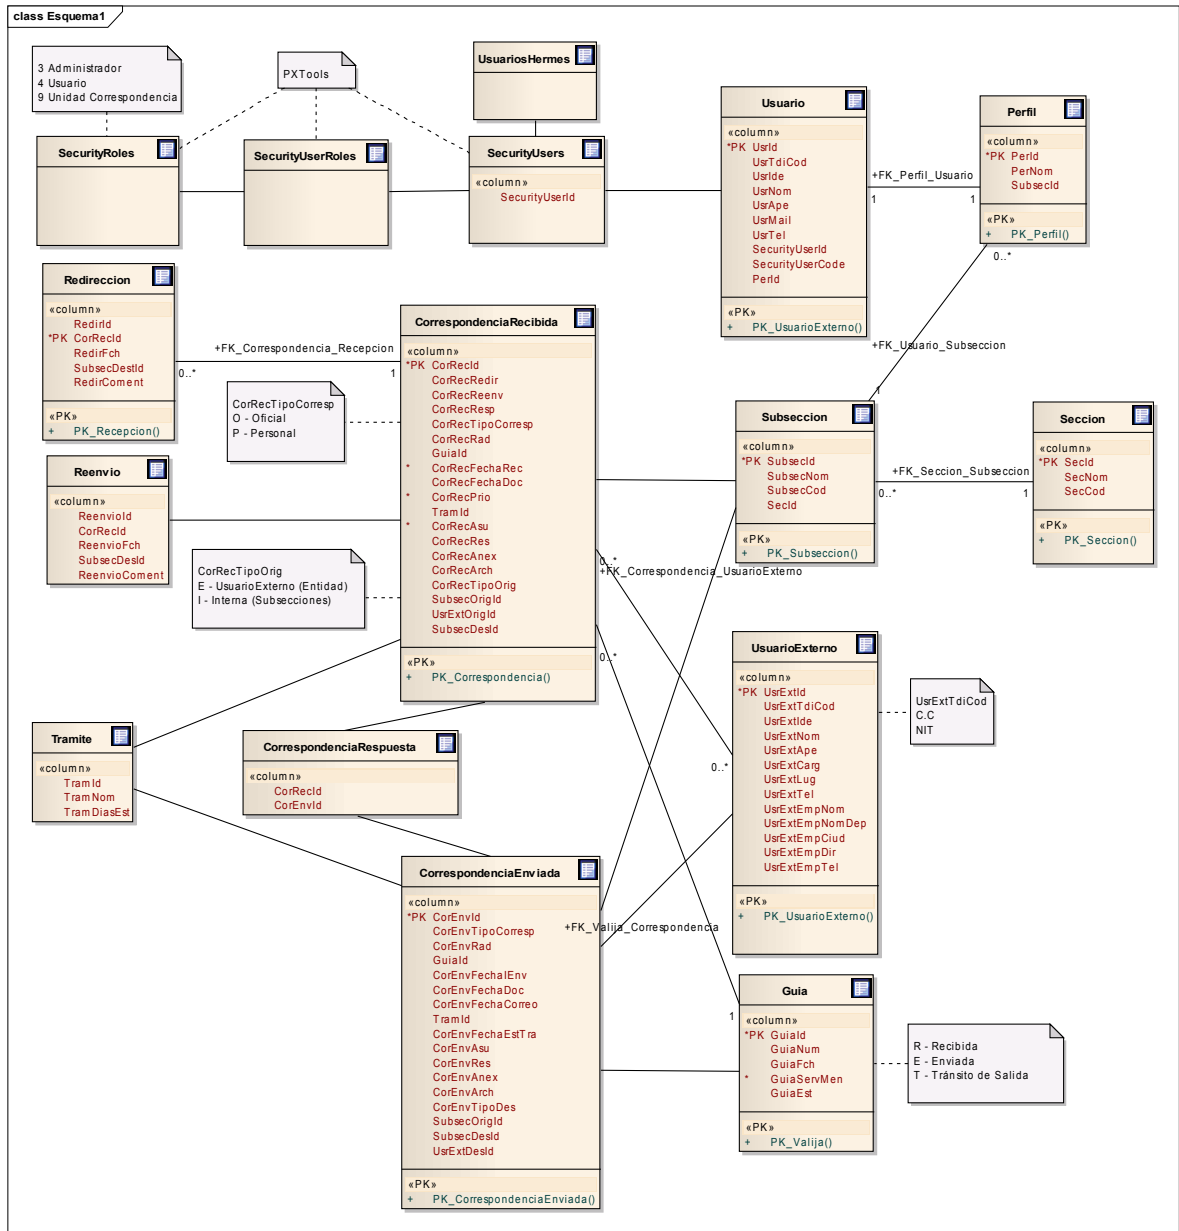 class Esquema1
3 Administrador
4 Usuario
9 Unidad Correspondencia
PXTools
UsuariosHermes
SecurityRoles
SecurityUserRoles
SecurityUsers
«column»
SecurityUserId
Usuario
«column»
*PK UsrId
UsrTdiCod
UsrIde
UsrNom
UsrApe
UsrMail
UsrTel
SecurityUserId
SecurityUserCode
PerId
«PK»
+ PK_UsuarioExterno()
+FK_Perfil_Usuario
1
1
Perfil
«column»
*PK PerId
PerNom
SubsecId
«PK»
+ PK_Perfil()
0..*
+FK_Usuario_Subseccion
1
Redireccion
«column»
RedirId
*PK CorRecId
RedirFch
SubsecDestId
RedirComent
«PK»
+ PK_Recepcion()
+FK_Correspondencia_Recepcion
0..*
1
CorRecTipoCorresp
O - Oficial
P - Personal
Reenvio
«column»
ReenvioId
CorRecId
ReenvioFch
SubsecDesId
ReenvioComent
CorRecTipoOrig
E - UsuarioExterno (Entidad)
I - Interna (Subsecciones)
CorrespondenciaRecibida
«column»
*PK CorRecId
CorRecRedir
CorRecReenv
CorRecResp
CorRecTipoCorresp
CorRecRad
GuiaId
* CorRecFechaRec
CorRecFechaDoc
* CorRecPrio
TramId
* CorRecAsu
CorRecRes
CorRecAnex
CorRecArch
CorRecTipoOrig
SubsecOrigId
UsrExtOrigId
SubsecDesId
«PK»
+ PK_Correspondencia()
0..*
+FK_Correspondencia_UsuarioExterno
0..*
Subseccion
«column»
*PK SubsecId
SubsecNom
SubsecCod
SecId
«PK»
+ PK_Subseccion()
+FK_Seccion_Subseccion
0..*
1
Seccion
«column»
*PK SecId
SecNom
SecCod
«PK»
+ PK_Seccion()
UsuarioExterno
«column»
*PK UsrExtId
UsrExtTdiCod
UsrExtIde
UsrExtNom
UsrExtApe
UsrExtCarg
UsrExtLug
UsrExtTel
UsrExtEmpNom
UsrExtEmpNomDep
UsrExtEmpCiud
UsrExtEmpDir
UsrExtEmpTel
«PK»
+ PK_UsuarioExterno()
0..*
UsrExtTdiCod
C.C
NIT
Tramite
«column»
TramId
TramNom
TramDiasEst
CorrespondenciaRespuesta
«column»
CorRecId
CorEnvId
CorrespondenciaEnviada
«column»
*PK CorEnvId
CorEnvTipoCorresp
CorEnvRad
GuiaId
CorEnvFechaIEnv
CorEnvFechaDoc
CorEnvFechaCorreo
TramId
CorEnvFechaEstTra
CorEnvAsu
CorEnvRes
CorEnvAnex
CorEnvArch
CorEnvTipoDes
SubsecOrigId
SubsecDesId
UsrExtDesId
«PK»
+ PK_CorrespondenciaEnviada()
+FK_Valija_Correspondencia
1
Guia
«column»
*PK GuiaId
GuiaNum
GuiaFch
* GuiaServMen
GuiaEst
«PK»
+ PK_Valija()
R - Recibida
E - Enviada
T - Tránsito de Salida